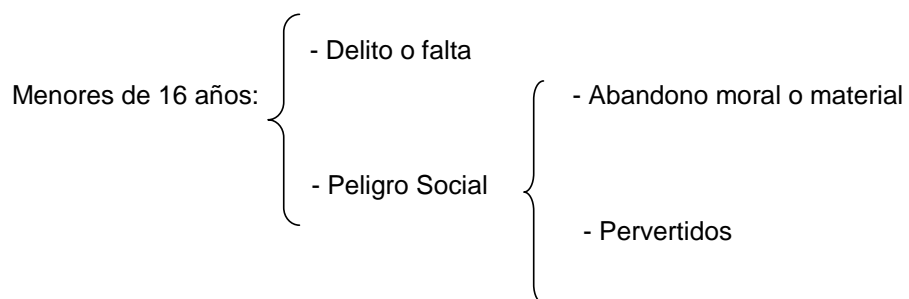 - Delito o falta
Menores de 16 años:
- Abandono moral o material
- Peligro Social
- Pervertidos